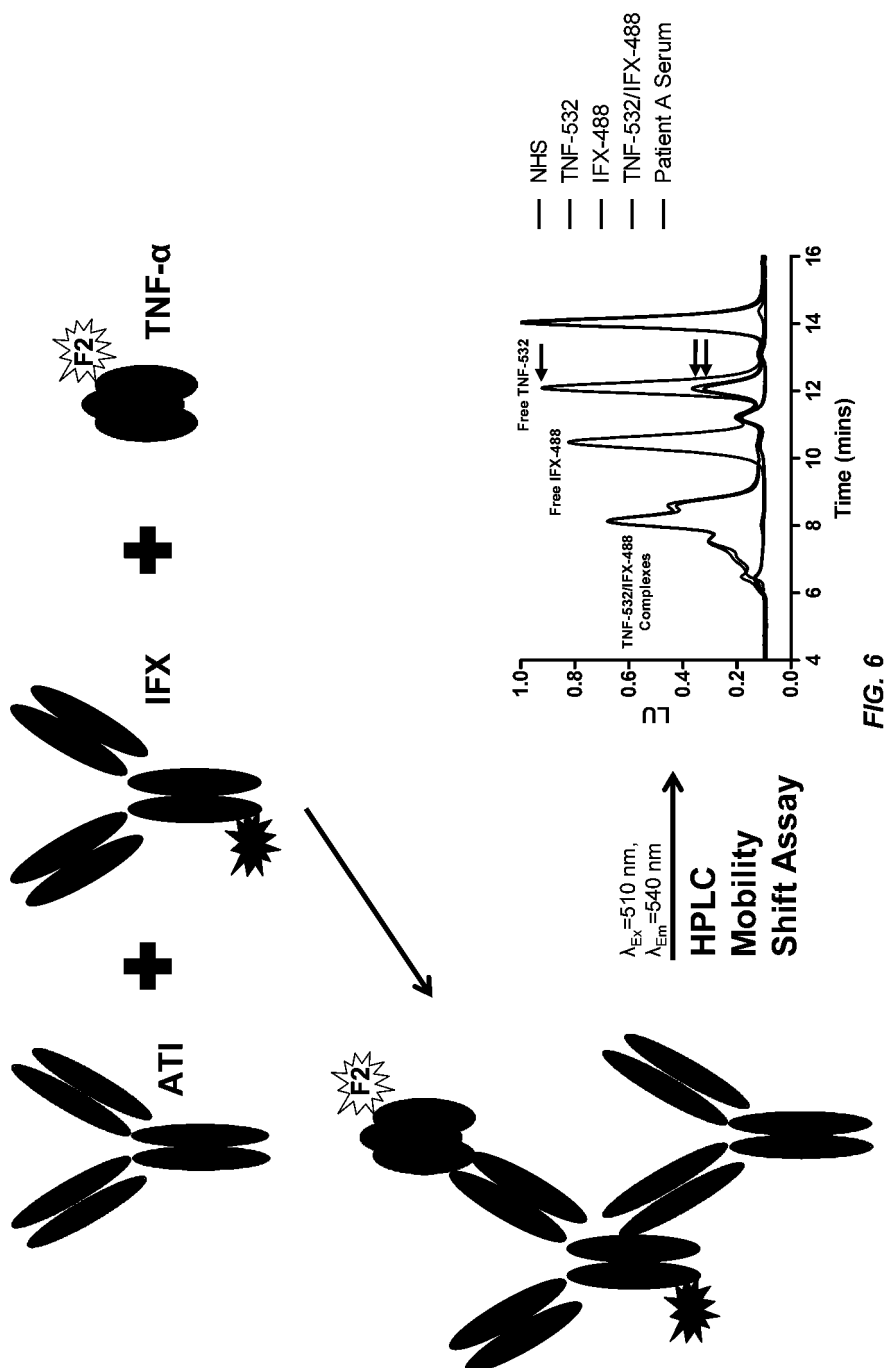 ATI
IFX
F2
TNF-α
F2
λEx=510 nm,
λEm=540 nm
HPLC
Mobility
Shift Assay
1.0
0.8
0.6
0.4
0.2
0.0
LU
4
6
8
10
12
14
16
Time (mins)
TNF-532/IFX-488
Complexes
Free IFX-488
Free TNF-532
NHS
TNF-532
IFX-488
TNF-532/IFX-488
Patient A Serum
FIG. 6